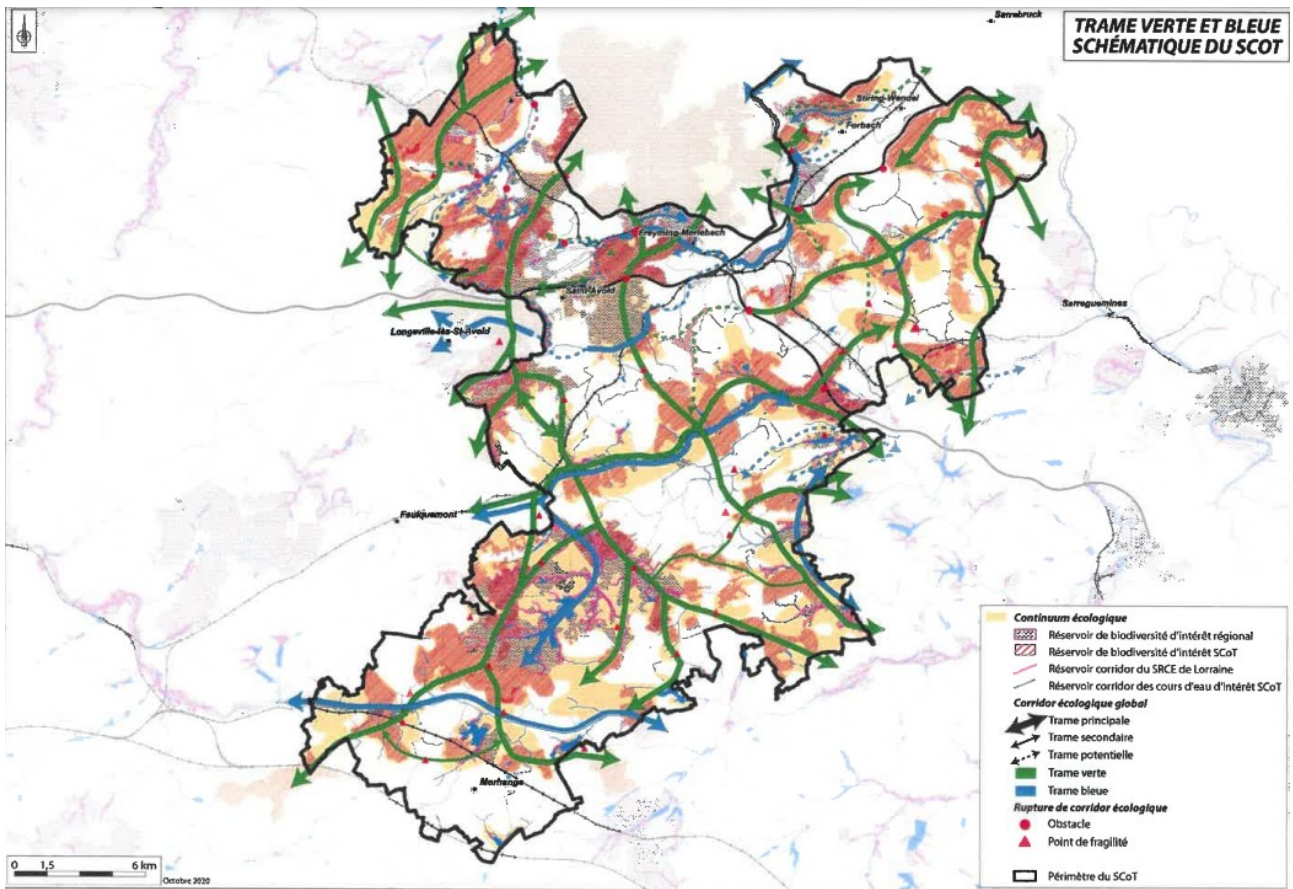 TRAME VERTE ET BLEUE
SCHÉMATIQUE DU SCOT
Sarrebruck
Stiring-Wendel
Forbach
Freyming-Merlebach
Saint-Avold
Longeville-lès-St-Avold
Sarreguemines
Faulquemont
Morhange
Continuum écologique
Réservoir de biodiversité d'intérêt régional
Réservoir de biodiversité d'intérêt SCoT
Réservoir corridor du SRCE de Lorraine
Réservoir corridor des cours d'eau d'intérêt SCoT
Corridor écologique global
Trame principale
Trame secondaire
Trame potentielle
Trame verte
Trame bleue
Rupture de corridor écologique
Obstacle
Point de fragilité
Périmètre du SCoT
0 1,5 6 km
Octobre 2020